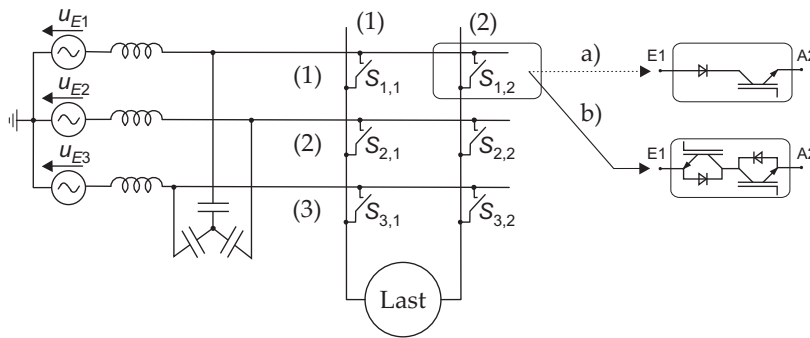 (1) (2)
u_E1
a) E1 A2
(1) S_1,1 S_1,2
u_E2
b)
E1 A2
(2) S_2,1 S_2,2
u_E3
(3) S_3,1 S_3,2
Last